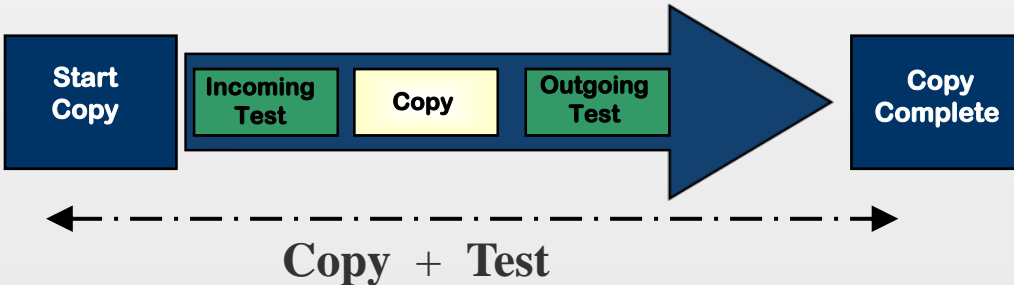 Start
Copy
Incoming
Test
Copy
Outgoing
Test
Copy
Complete
Copy + Test